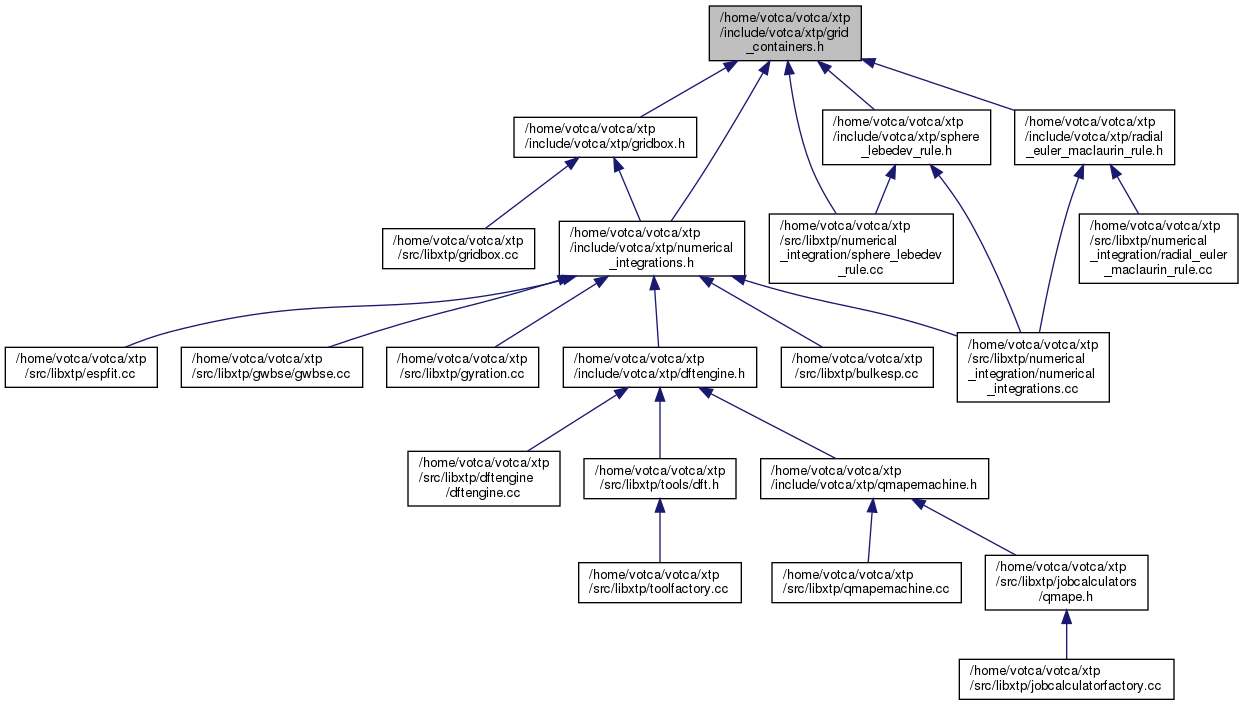 /home/votca/votca/xtp
/include/votca/xtp/grid
_containers.h
/home/votca/votca/xtp
/include/votca/xtp/gridbox.h
/home/votca/votca/xtp
/include/votca/xtp/sphere
_lebedev_rule.h
/home/votca/votca/xtp
/include/votca/xtp/radial
_euler_maclaurin_rule.h
/home/votca/votca/xtp
/src/libxtp/gridbox.cc
/home/votca/votca/xtp
/include/votca/xtp/numerical
_integrations.h
/home/votca/votca/xtp
/src/libxtp/numerical
_integration/sphere_lebedev
_rule.cc
/home/votca/votca/xtp
/src/libxtp/numerical
_integration/radial_euler
_maclaurin_rule.cc
/home/votca/votca/xtp
/src/libxtp/espfit.cc
/home/votca/votca/xtp
/src/libxtp/gwbse/gwbse.cc
/home/votca/votca/xtp
/src/libxtp/gyration.cc
/home/votca/votca/xtp
/include/votca/xtp/dftengine.h
/home/votca/votca/xtp
/src/libxtp/bulkesp.cc
/home/votca/votca/xtp
/src/libxtp/numerical
_integration/numerical
_integrations.cc
/home/votca/votca/xtp
/src/libxtp/dftengine
/dftengine.cc
/home/votca/votca/xtp
/src/libxtp/tools/dft.h
/home/votca/votca/xtp
/include/votca/xtp/qmapemachine.h
/home/votca/votca/xtp
/src/libxtp/toolfactory.cc
/home/votca/votca/xtp
/src/libxtp/qmapemachine.cc
/home/votca/votca/xtp
/src/libxtp/jobcalculators
/qmape.h
/home/votca/votca/xtp
/src/libxtp/jobcalculatorfactory.cc